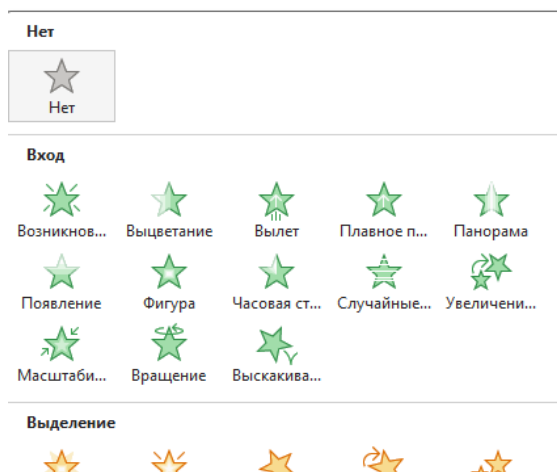 Нет
Нет
Вход
Возникнов... Выцветание Вылет Плавное п... Панорама
Появление Фигура Часовая ст... Случайные... Увеличени...
Масштаби... Вращение Выскакива...
Выделение